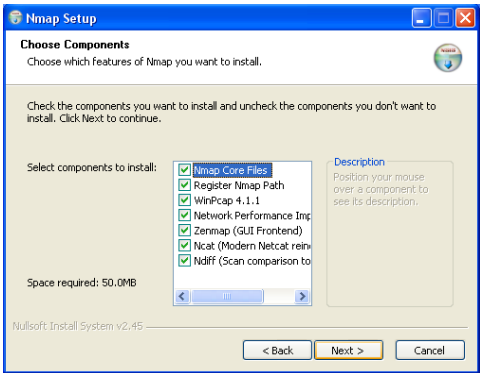 Nmap Setup
Choose Components
Choose which features of Nmap you want to install.
Check the components you want to install and uncheck the components you don't want to
install. Click Next to continue.
Select components to install:
Nmap Core Files
Register Nmap Path
WinPcap 4.1.1
Network Performance Imp
Zenmap (GUI Frontend)
Ncat (Modern Netcat rein
Ndiff (Scan comparison to
Description
Position your mouse
over a component to
see its description.
Space required: 50.0MB
Nullsoft Install System v2.45
< Back
Next >
Cancel